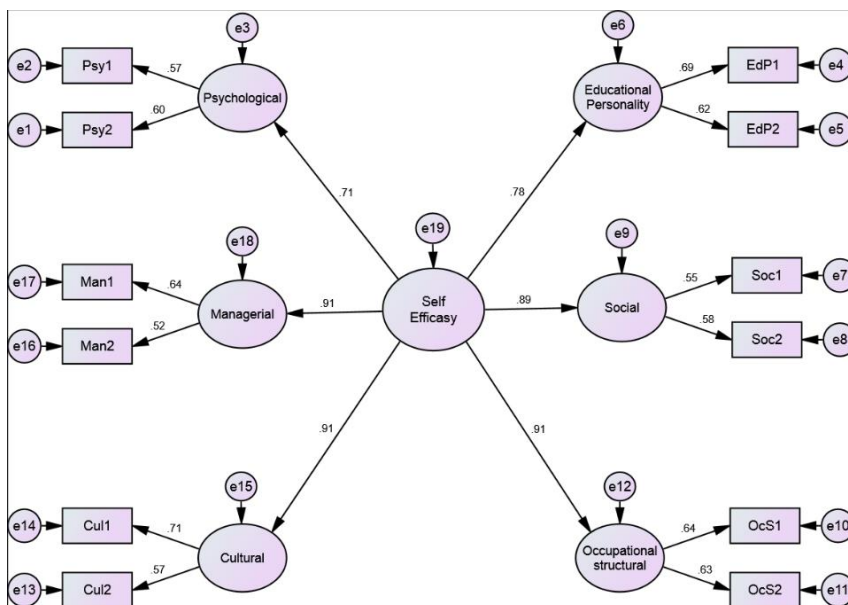 e3
e6
e2
Psy1
.57
Psychological
Educational
Personality
.69
EdP1
e4
e1
Psy2
.60
.62
EdP2
e5
.71
.78
e18
e19
e9
e17
Man1
.64
Managerial
.91
Self
Efficasy
.89
Social
.55
Soc1
e7
e16
Man2
.52
.58
Soc2
e8
.91
.91
e15
e12
e14
Cul1
.71
Cultural
Occupational
structural
.64
OcS1
e10
e13
Cul2
.57
.63
OcS2
e11